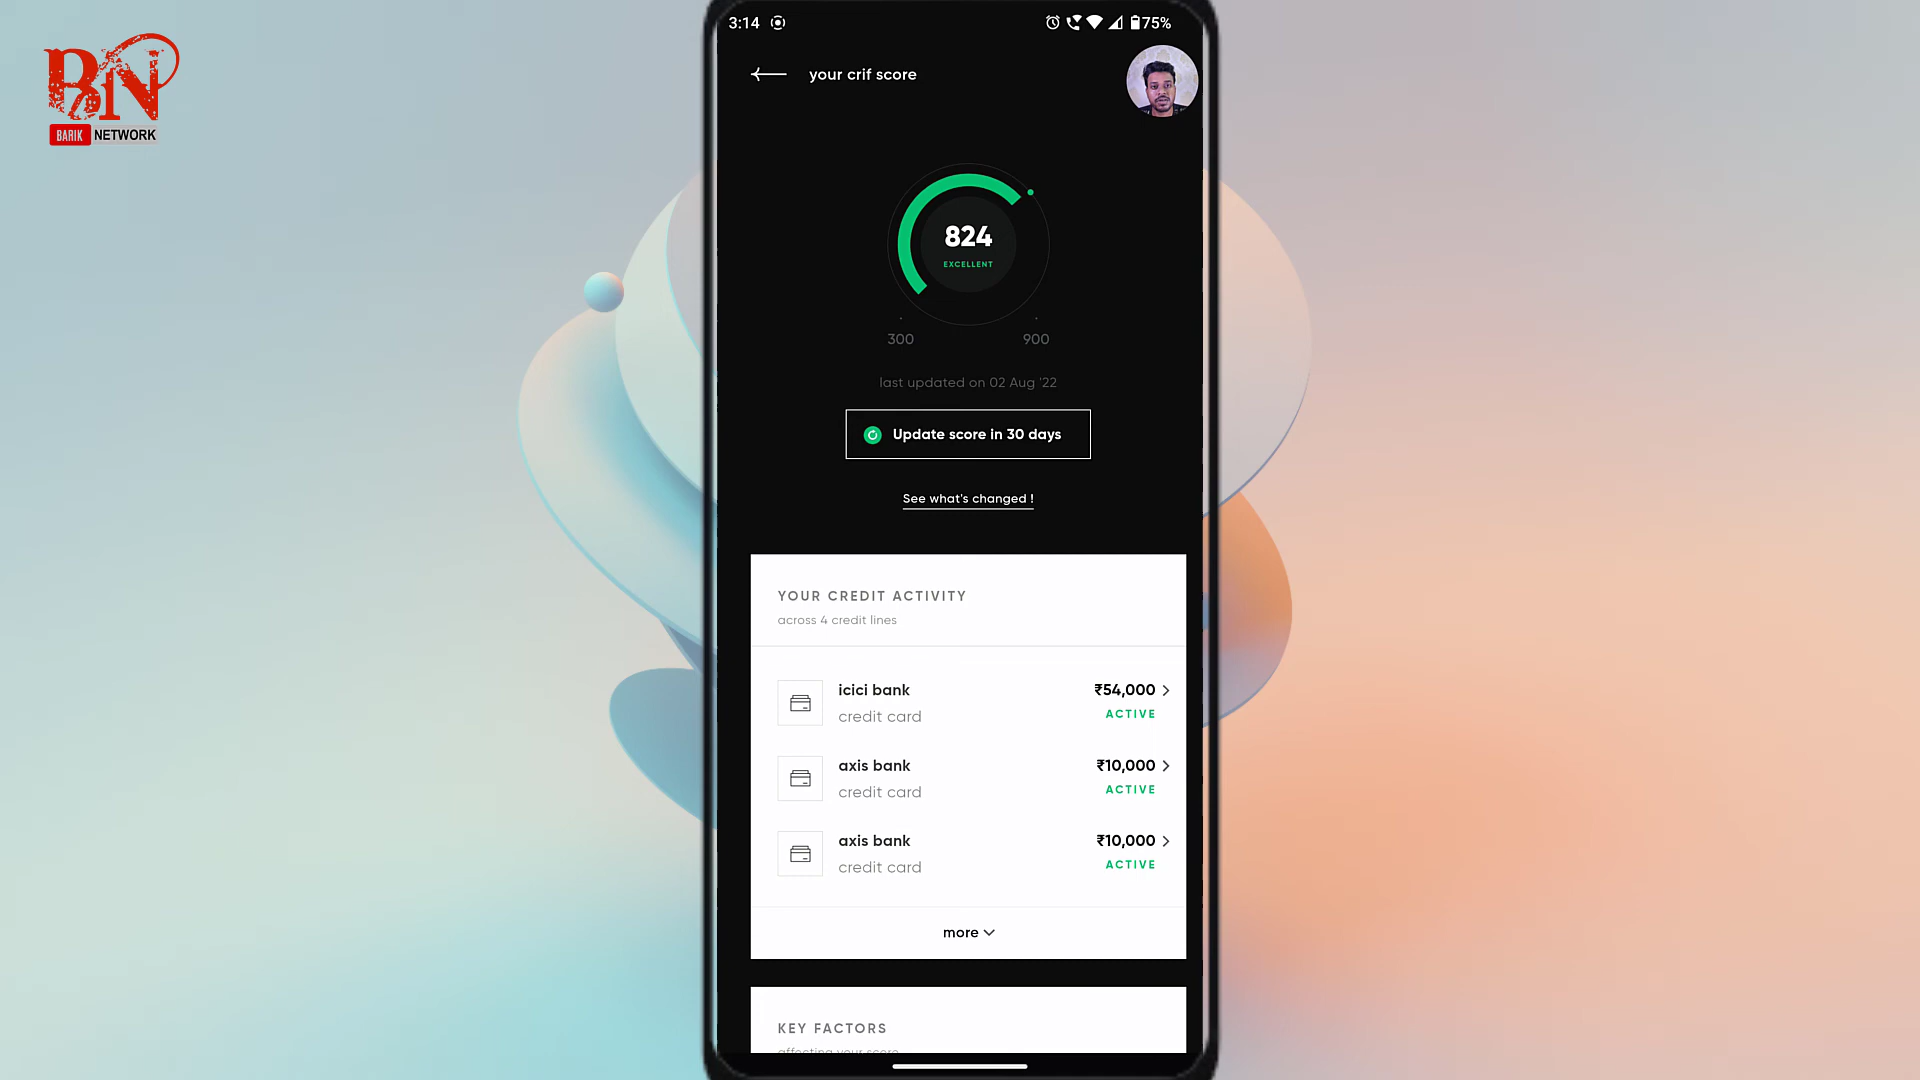 BN
BARIK NETWORK
3:14
75%
your crif score
824
EXCELLENT
300
900
last updated on 02 Aug '22
Update score in 30 days
See what's changed !
YOUR CREDIT ACTIVITY
across 4 credit lines
icici bank
₹54,000
credit card
ACTIVE
axis bank
₹10,000
credit card
ACTIVE
axis bank
₹10,000
credit card
ACTIVE
more
KEY FACTORS
affecting your score